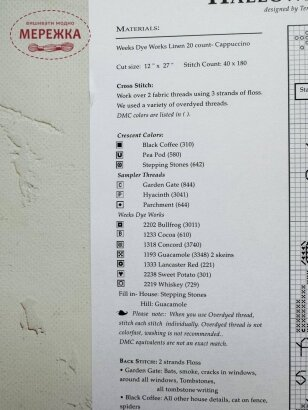 ВИШИВАТИ МОДНО
МЕРЕЖКА
designed by
MATERIALS:
Weeks Dye Works Linen 20 count- Cappuccino
Cut size: 12" x 27" Stitch Count: 40 x 180
Cross Stitch:
Work over 2 fabric threads using 3 strands of floss.
We used a variety of overdyed threads.
DMC colors are listed in ( ).
Crescent Colors:
Black Coffee (310)
U Pea Pod (580)
Stepping Stones (642)
Sampler Threads
C Garden Gate (844)
P Hyacinth (3041)
Parchment (644)
Weeks Dye Works
2202 Bullfrog (3011)
1233 Cocoa (610)
1318 Concord (3740)
1193 Guacamole (3348) 2 skeins
1333 Lancaster Red (221)
2238 Sweet Potato (301)
2219 Whiskey (729)
Fill in- House: Stepping Stones
Hill: Guacamole
Please note: When you use Overdyed thread,
stitch each stitch individually. Overdyed thread is not
colorfast, washing is not recommended..
DMC equivalents are not an exact match.
BACK STITCH: 2 strands Floss
• Garden Gate: Bats, smoke, cracks in windows,
around all windows, Tombstones,
all tombstone writing
• Black Coffee: All other house details, cat on fence,
spiders